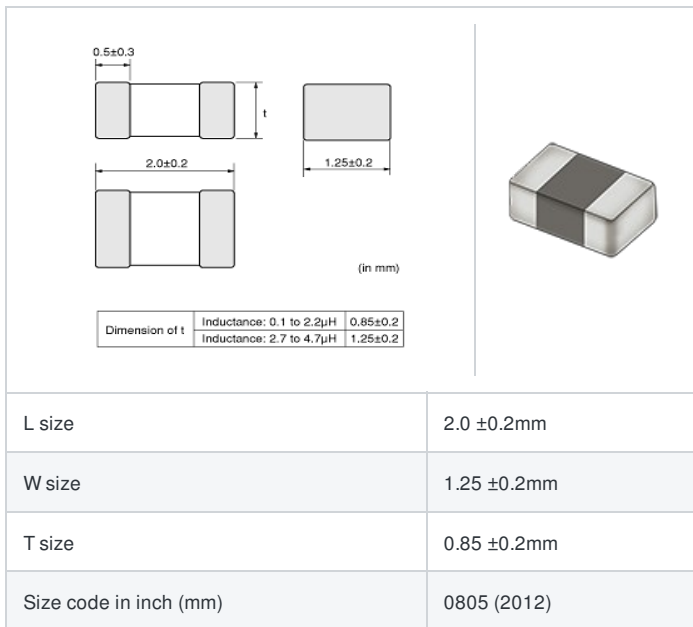 0.5±0.3
t
2.0±0.2
1.25±0.2
(in mm)
Dimension of t
Inductance: 0.1 to 2.2μH 0.85±0.2
Inductance: 2.7 to 4.7μH 1.25±0.2
L size 2.0 ±0.2mm
W size 1.25 ±0.2mm
T size 0.85 ±0.2mm
Size code in inch (mm) 0805 (2012)